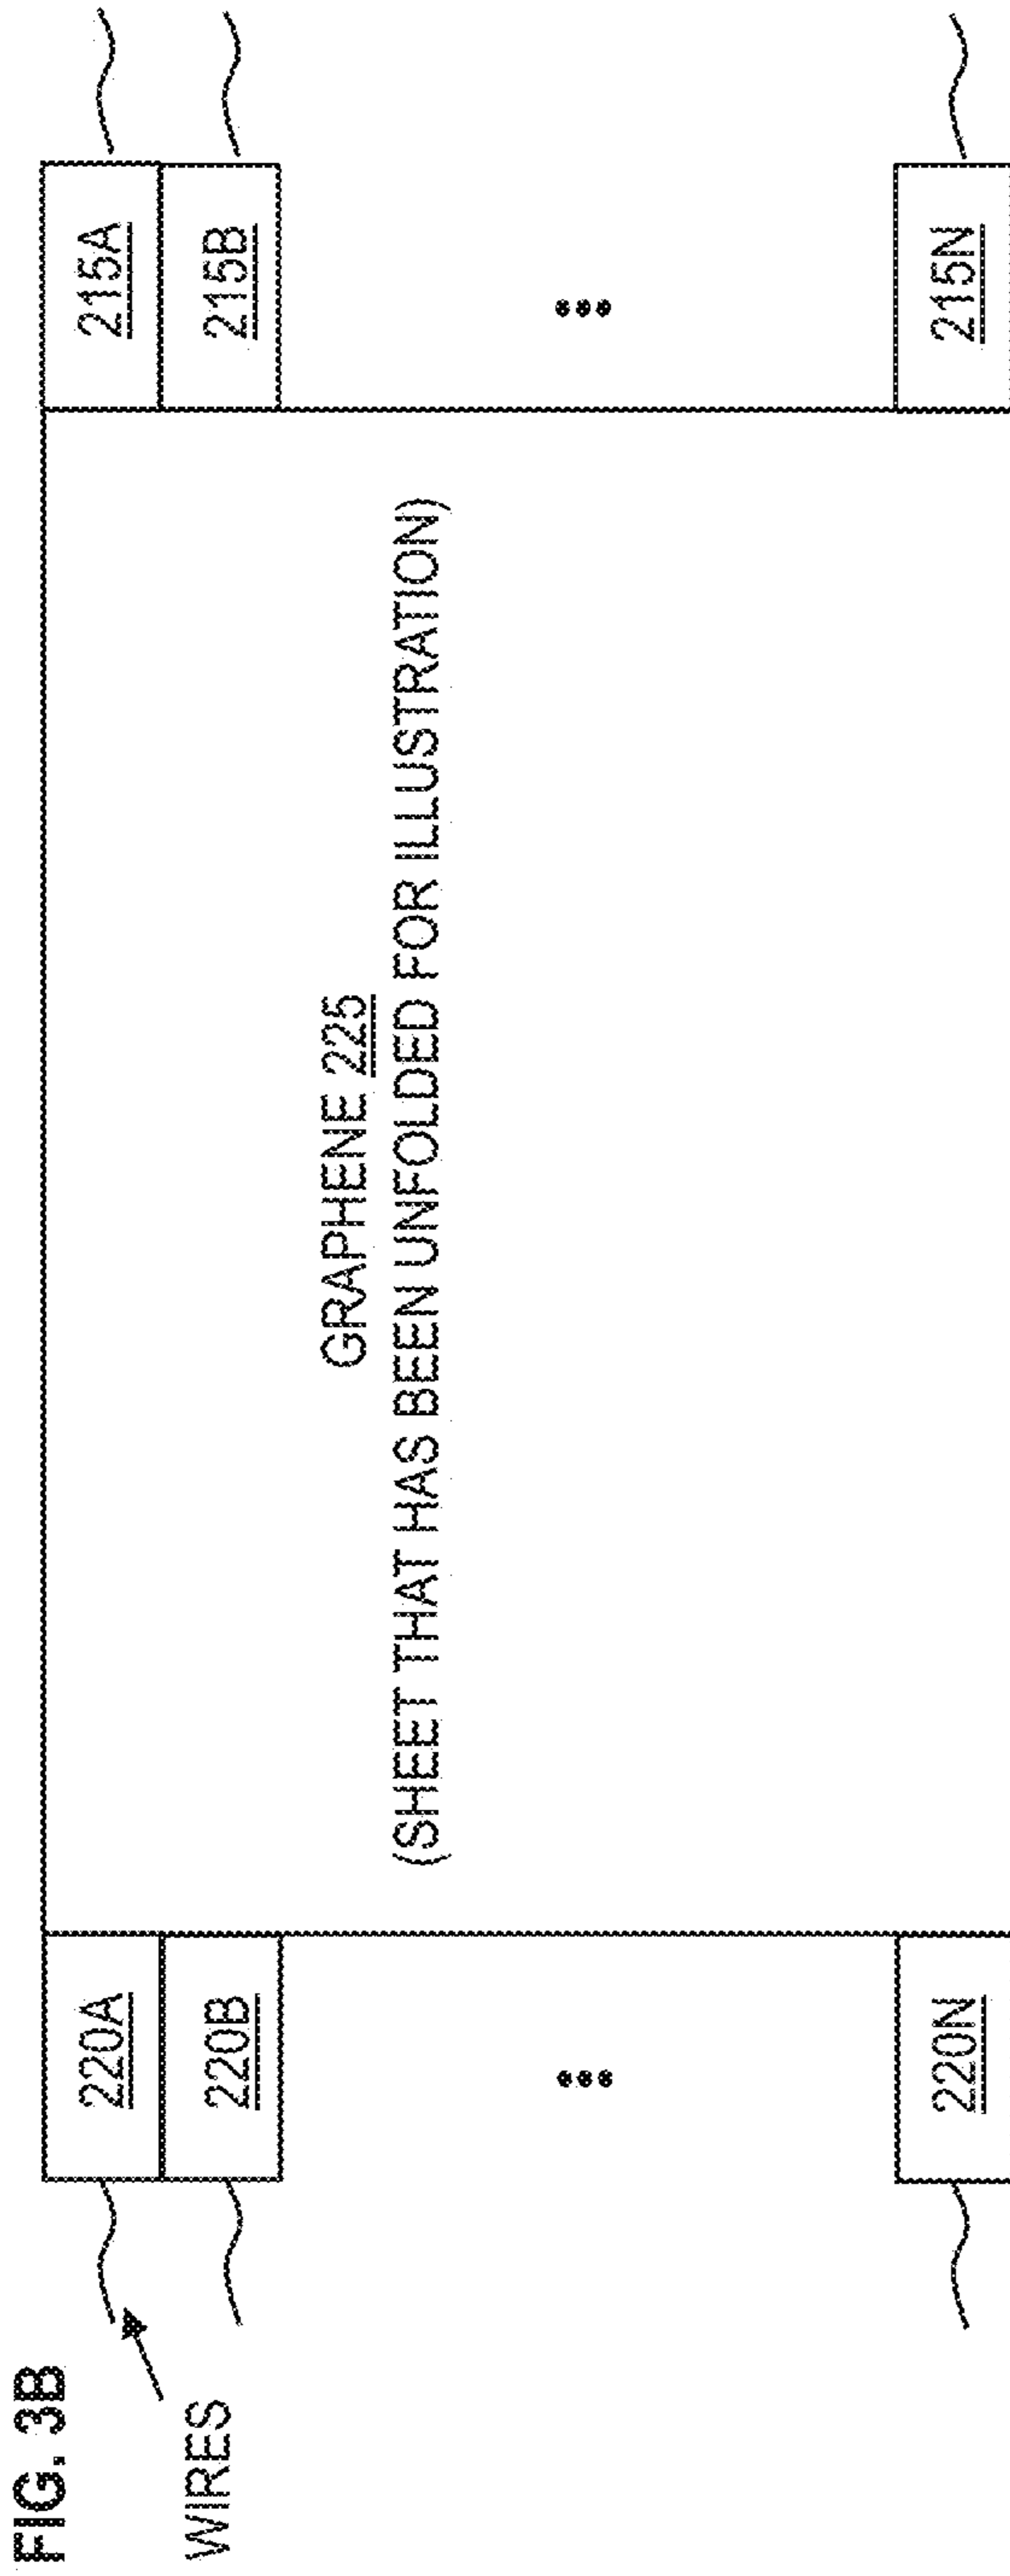 FIG. 3B
WIRES
220A
215A
220B
215B
GRAPHENE 225
(SHEET THAT HAS BEEN UNFOLDED FOR ILLUSTRATION)
220N
215N